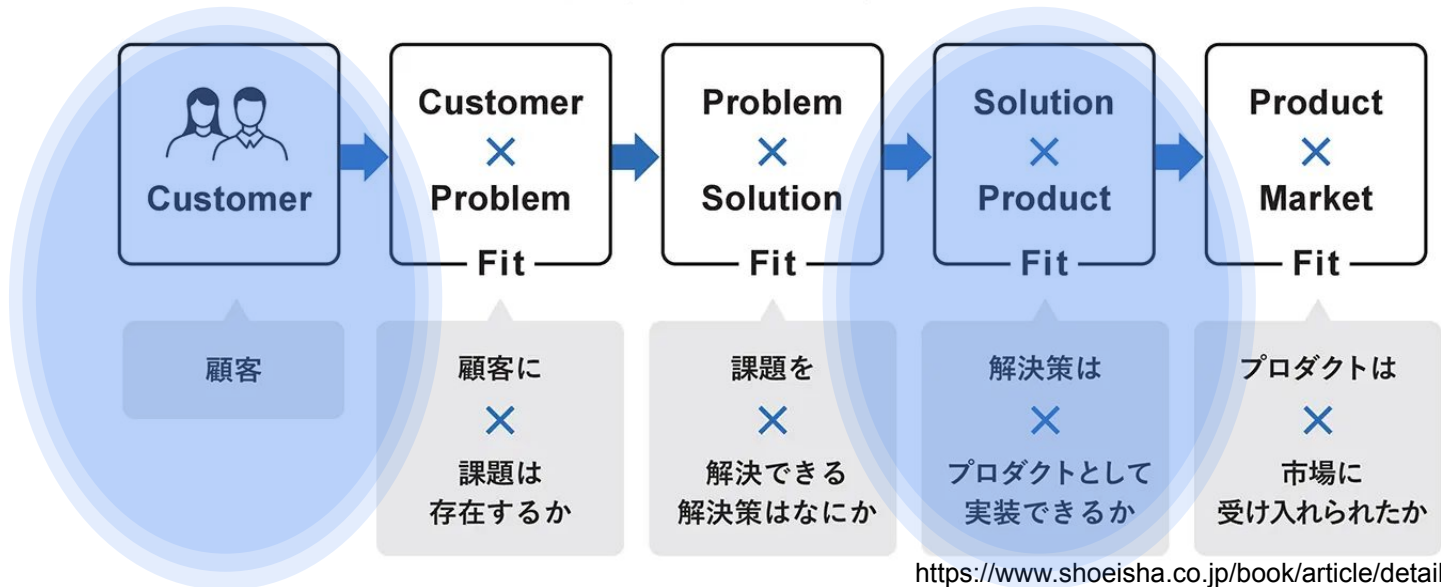 Customer
Customer
×
Problem
Fit
Problem
×
Solution
Fit
Solution
×
Product
Fit
Product
×
Market
Fit
顧客
顧客に
×
課題は
存在するか
課題を
×
解決できる
解決策はなにか
解決策は
×
プロダクトとして
実装できるか
プロダクトは
×
市場に
受け入れられたか
https://www.shoeisha.co.jp/book/article/detail